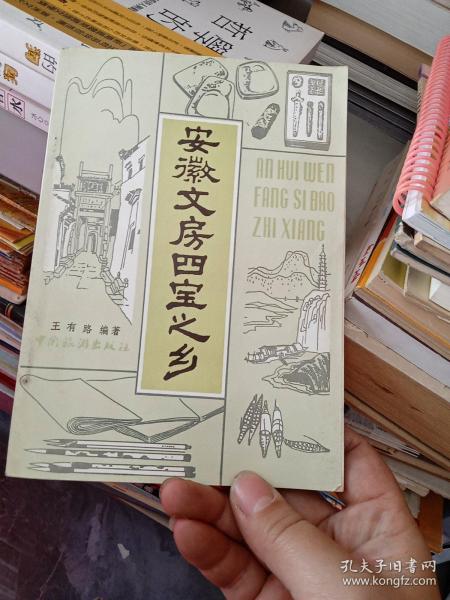 安徽文房四宝之乡
AN HUI WEN
FANG SI BAO
ZHI XIANG
王有路 编著
中国旅游出版社
孔夫子旧书网
www.kongfz.com